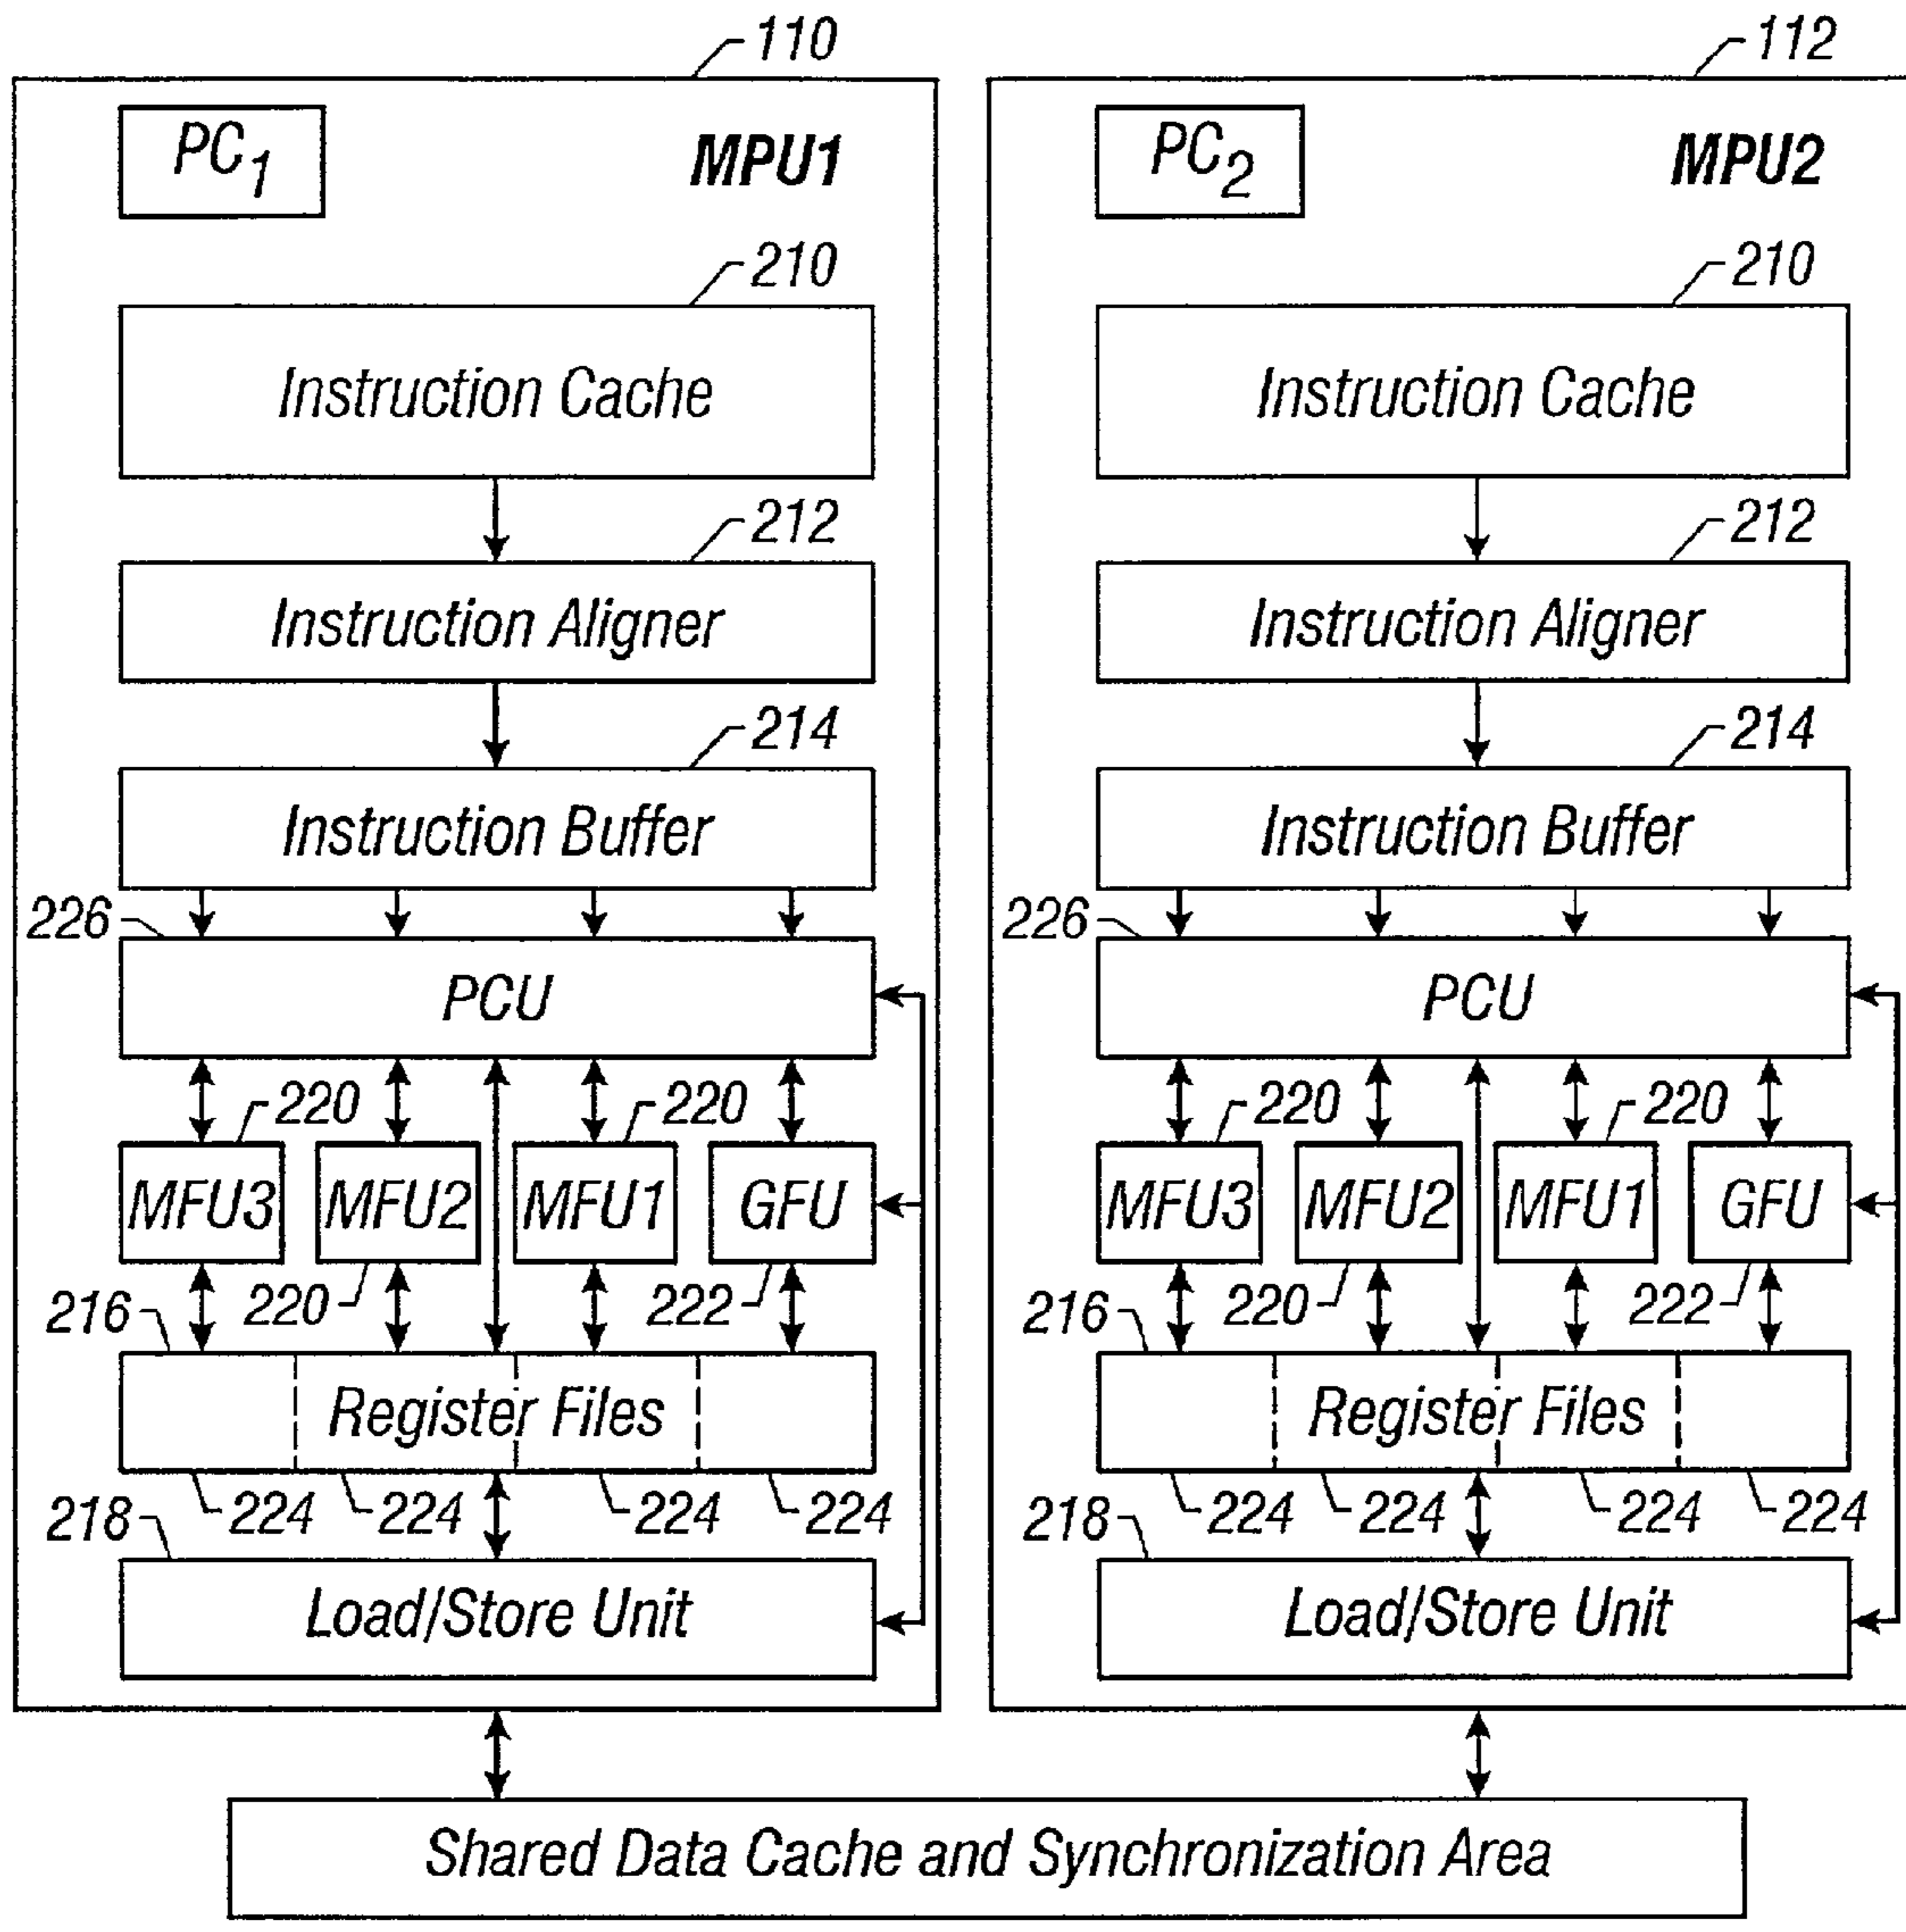 110
PC1
MPU1
210
Instruction Cache
212
Instruction Aligner
214
Instruction Buffer
226
PCU
220
220
MFU3
MFU2
MFU1
GFU
220
222
216
Register Files
224
224
224
224
218
Load/Store Unit
112
PC2
MPU2
210
Instruction Cache
212
Instruction Aligner
214
Instruction Buffer
226
PCU
220
220
MFU3
MFU2
MFU1
GFU
220
222
216
Register Files
224
224
224
224
218
Load/Store Unit
Shared Data Cache and Synchronization Area